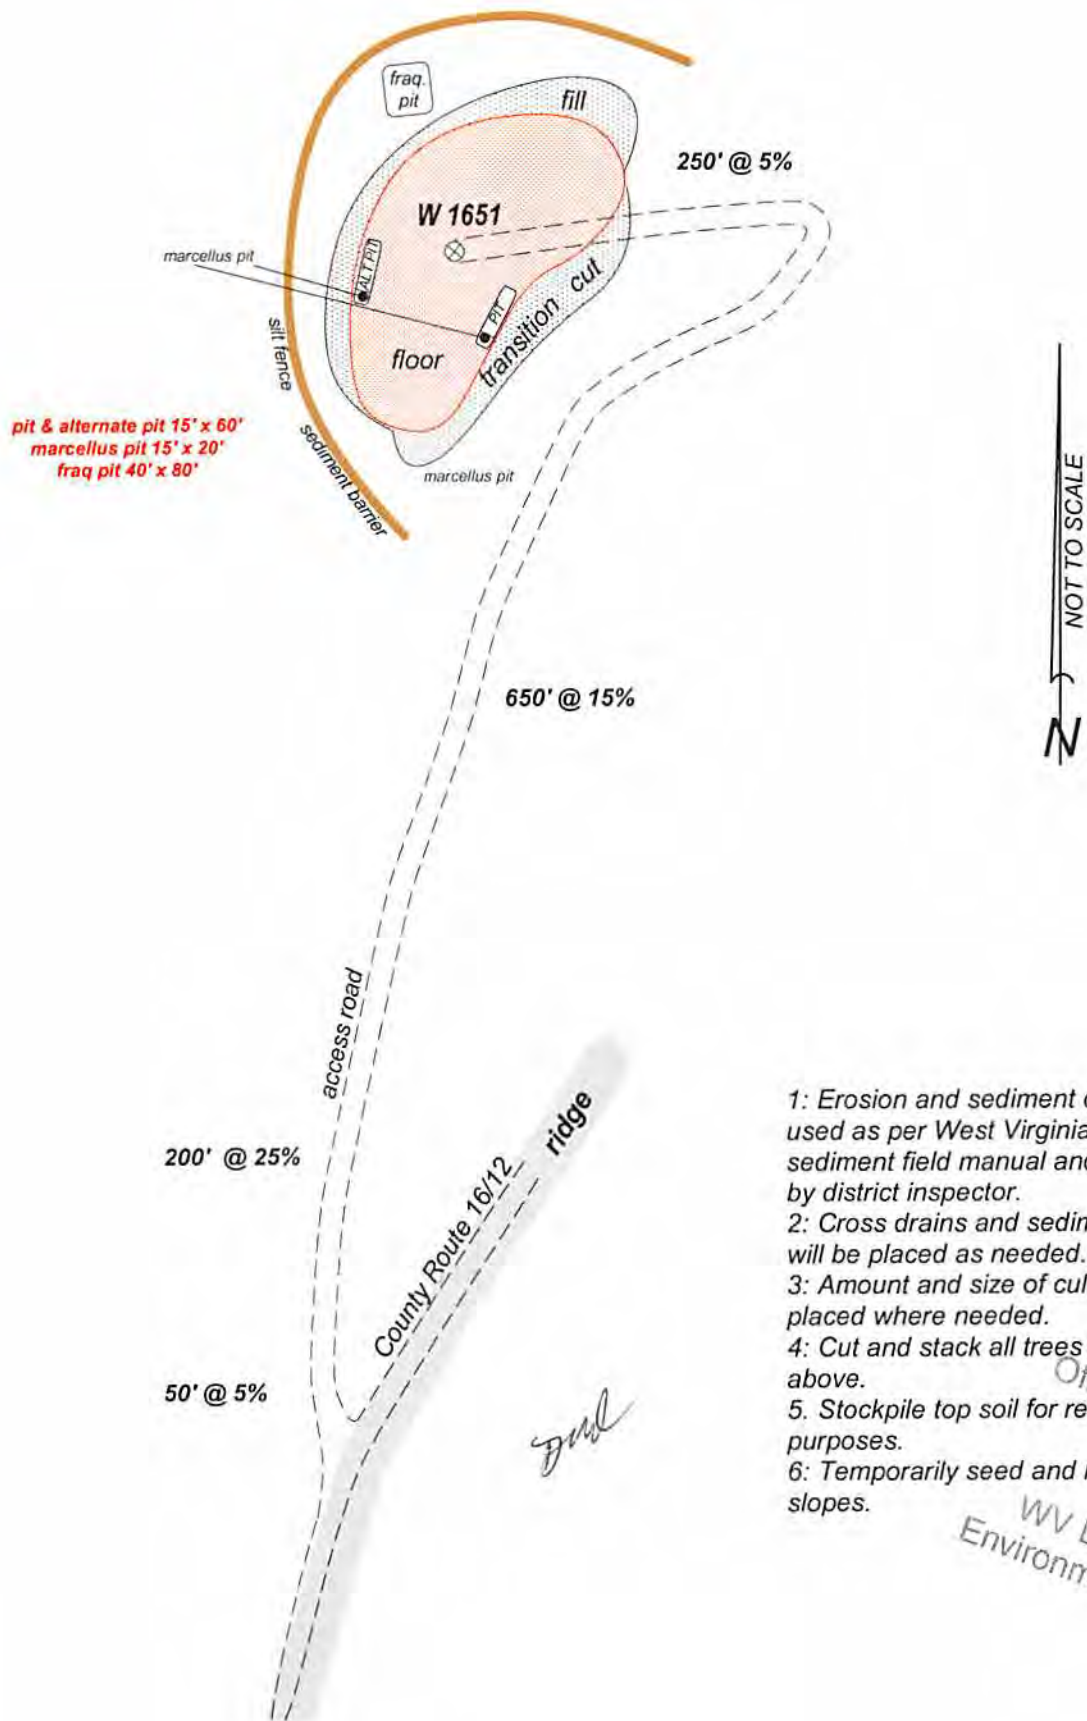 fraq.
pit
fill
250' @ 5%
W 1651
marcellus pit
ALT PIT
PIT
cut
transition
floor
silt fence
sediment barrier
marcellus pit
pit & alternate pit 15' x 60'
marcellus pit 15' x 20'
fraq pit 40' x 80'
NOT TO SCALE
N
650' @ 15%
access road
ridge
County Route 16/12
200' @ 25%
50' @ 5%
1: Erosion and sediment
used as per West Virginia
sediment field manual and
by district inspector.
2: Cross drains and sedim
will be placed as needed.
3: Amount and size of cul
placed where needed.
4: Cut and stack all trees
above.
5. Stockpile top soil for re
purposes.
6: Temporarily seed and
slopes.
Of
WV
Environm